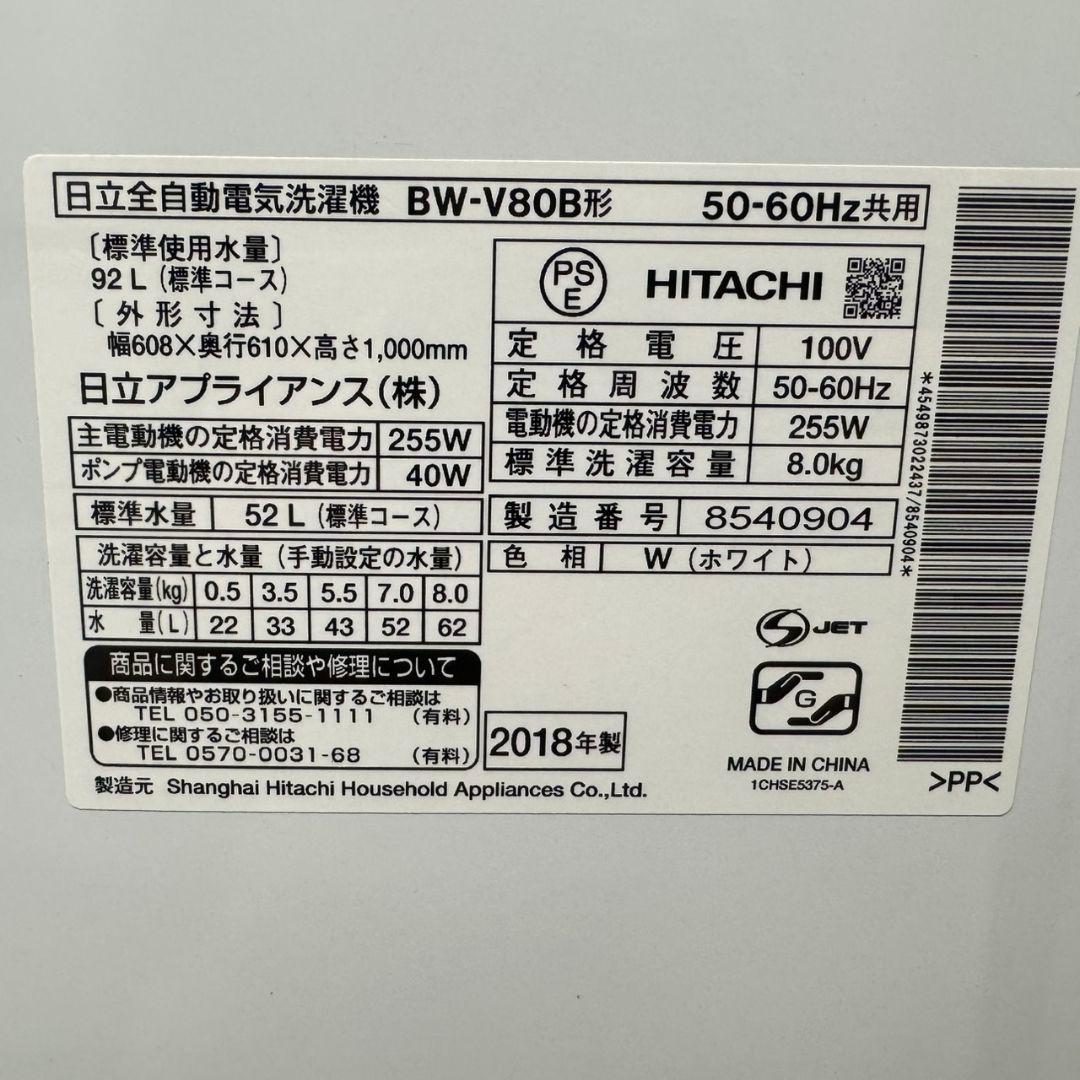 日立全自動電気洗濯機 BW-V80B形 50-60Hz共用
〔標準使用水量〕
92 L (標準コース)
〔外形寸法〕
幅608×奥行610×高さ1,000mm
日立アプライアンス(株)
主電動機の定格消費電力 255W
ポンプ電動機の定格消費電力 40W
標準水量 52 L (標準コース)
洗濯容量と水量 (手動設定の水量)
洗濯容量(kg) 0.5 3.5 5.5 7.0 8.0
水量(L) 22 33 43 52 62
商品に関するご相談や修理について
●商品情報やお取り扱いに関するご相談は
TEL 050-3155-1111 (有料)
●修理に関するご相談は
TEL 0570-0031-68 (有料)
製造元 Shanghai Hitachi Household Appliances Co.,Ltd.
PS E HITACHI
定格電圧 100V
定格周波数 50-60Hz
電動機の定格消費電力 255W
標準洗濯容量 8.0kg
製造番号 8540904
色相 W (ホワイト)
S JET
G
2018年製
MADE IN CHINA
1CHSE5375-A
*4549873022437/8540904*
>PP<